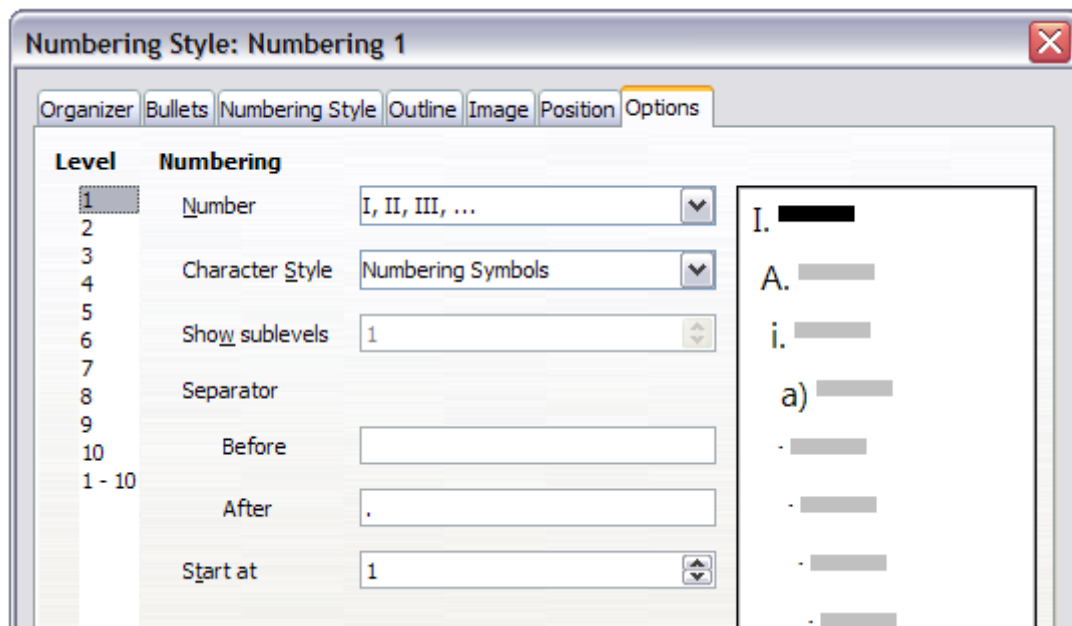 Numbering Style: Numbering 1
Organizer Bullets Numbering Style Outline Image Position Options
Level Numbering
1
2
3
4
5
6
7
8
9
10
1 - 10
Number I, II, III, ...
Character Style Numbering Symbols
Show sublevels 1
Separator
Before
After .
Start at 1
I.
A.
i.
a)
-
-
-
-